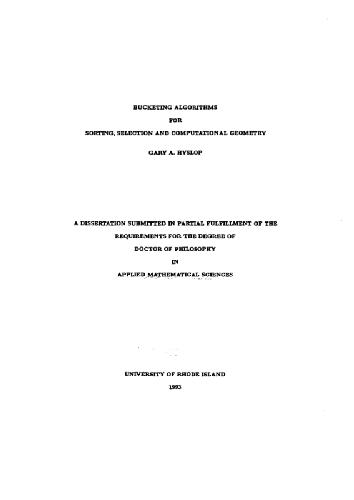 BUCKETING ALGORITHMS
FOR
SORTING, SELECTION AND COMPUTATIONAL GEOMETRY
GARY A. HYSLOP
A DISSERTATION SUBMITTED IN PARTIAL FULFILLMENT OF THE
REQUIREMENTS FOR THE DEGREE OF
DOCTOR OF PHILOSOPHY
IN
APPLIED MATHEMATICAL SCIENCES
UNIVERSITY OF RHODE ISLAND
1993